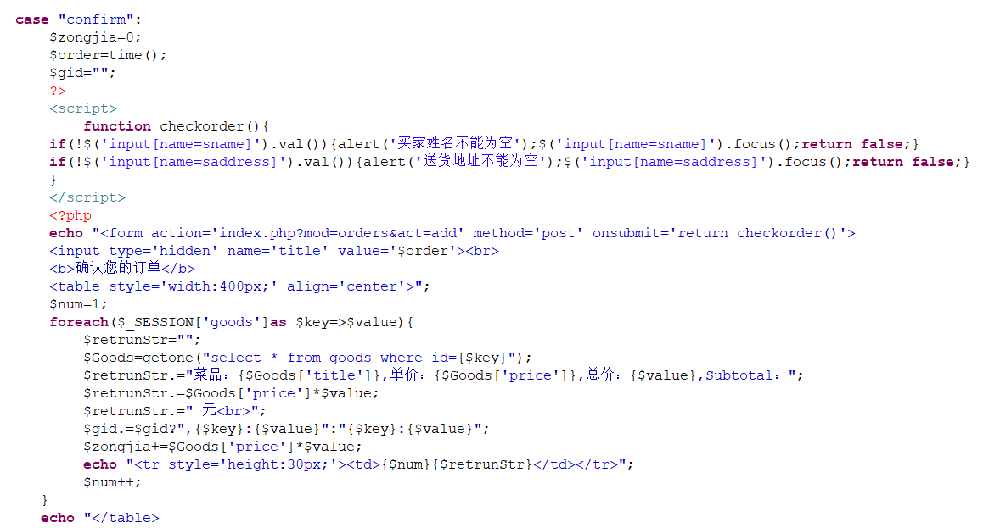 case "confirm":
$zongjia=0;
$order=time();
$gid="";
?>
<script>
function checkorder(){
if(!$('input[name=sname]').val()){alert('买家姓名不能为空');$('input[name=sname]').focus();return false;}
if(!$('input[name=saddress]').val()){alert('送货地址不能为空');$('input[name=saddress]').focus();return false;}
}
</script>
<?php
echo "<form action='index.php?mod=orders&act=add' method='post' onsubmit='return checkorder()'>
<input type='hidden' name='title' value='$order'><br>
<b>确认您的订单</b>
<table style='width:400px;' align='center'>";
$num=1;
foreach($_SESSION['goods']as $key=>$value){
$retrunStr="";
$Goods=getone("select * from goods where id={$key}");
$retrunStr.="菜品：{$Goods['title']},单价：{$Goods['price']},总价：{$value},Subtotal：";
$retrunStr.=$Goods['price']*$value;
$retrunStr.=" 元<br>";
$gid.=$gid?",{$key}:{$value}":"{$key}:{$value}";
$zongjia+=$Goods['price']*$value;
echo "<tr style='height:30px;'><td>{$num}{$retrunStr}</td></tr>";
$num++;
}
echo "</table>